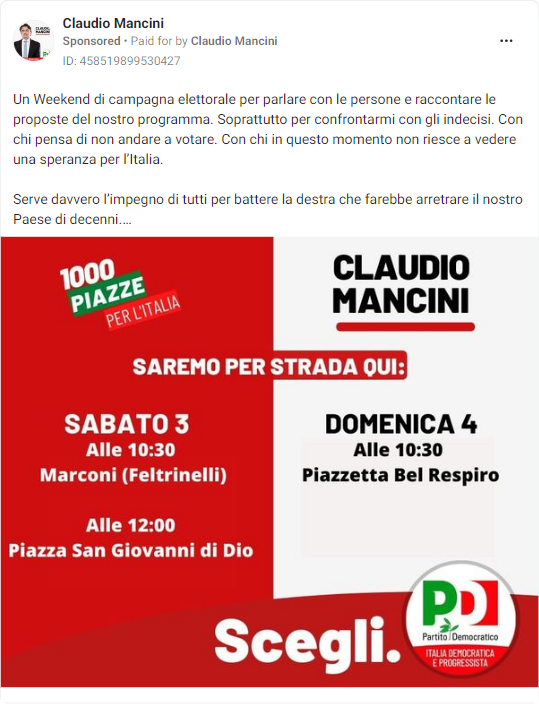 Claudio Mancini
Sponsored • Paid for by Claudio Mancini
ID: 458519899530427
CLAUDIO
MANCINI
PD
Un Weekend di campagna elettorale per parlare con le persone e raccontare le
proposte del nostro programma. Soprattutto per confrontarmi con gli indecisi. Con
chi pensa di non andare a votare. Con chi in questo momento non riesce a vedere
una speranza per l'Italia.
Serve davvero l'impegno di tutti per battere la destra che farebbe arretrare il nostro
Paese di decenni....
1000
PIAZZE
PER L'ITALIA
CLAUDIO
MANCINI
SAREMO PER STRADA QUI:
SABATO 3
Alle 10:30
Marconi (Feltrinelli)
Alle 12:00
Piazza San Giovanni di Dio
DOMENICA 4
Alle 10:30
Piazzetta Bel Respiro
Scegli.
PD
Partito Democratico
ITALIA DEMOCRATICA
E PROGRESSISTA